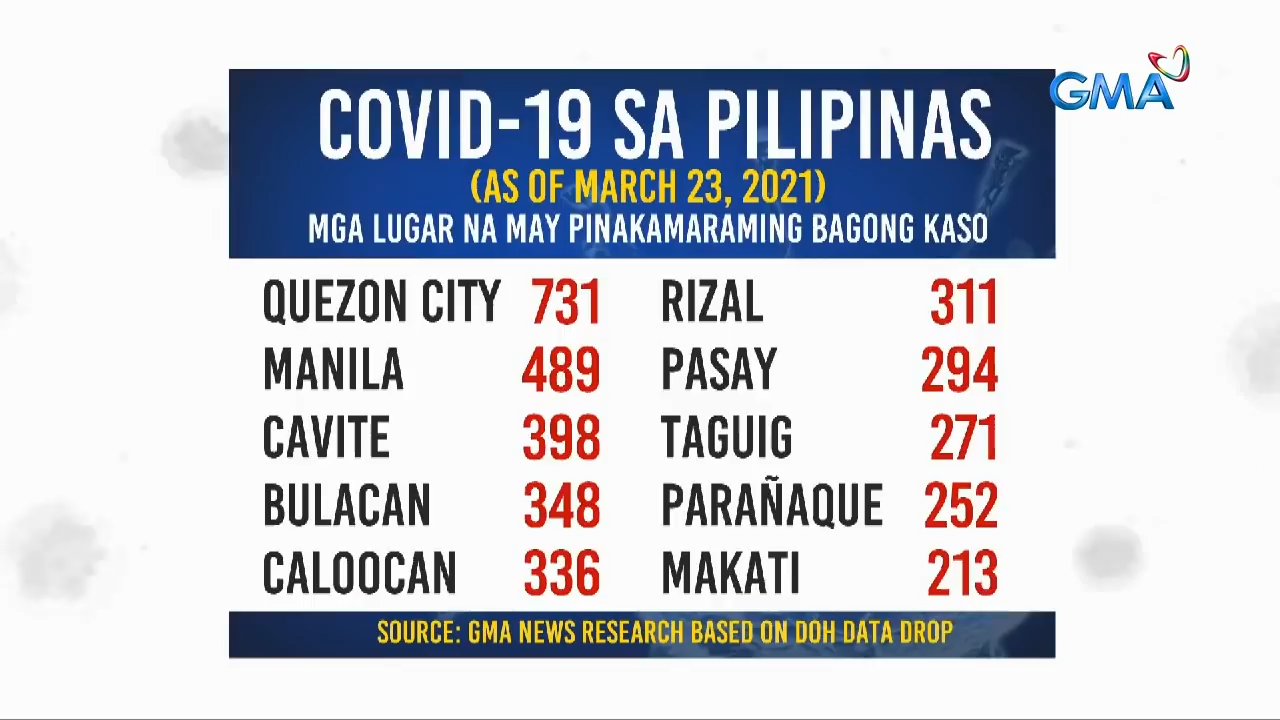 GMA
COVID-19 SA PILIPINAS
(AS OF MARCH 23, 2021)
MGA LUGAR NA MAY PINAKAMARAMING BAGONG KASO
QUEZON CITY 731 RIZAL 311
MANILA 489 PASAY 294
CAVITE 398 TAGUIG 271
BULACAN 348 PARAÑAQUE 252
CALOOCAN 336 MAKATI 213
SOURCE: GMA NEWS RESEARCH BASED ON DOH DATA DROP